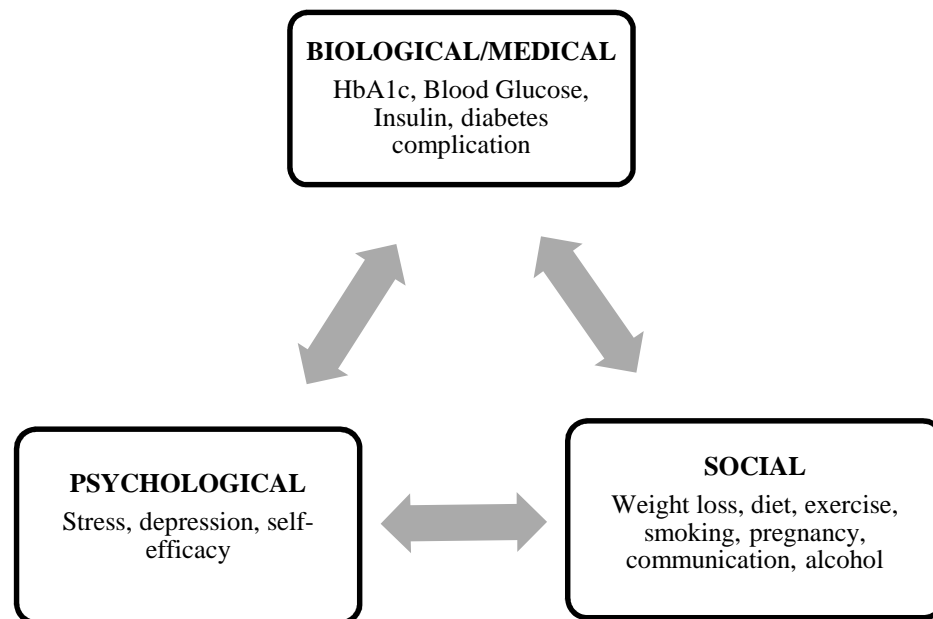 BIOLOGICAL/MEDICAL
HbA1c, Blood Glucose,
Insulin, diabetes
complication
PSYCHOLOGICAL
Stress, depression, self-
efficacy
SOCIAL
Weight loss, diet, exercise,
smoking, pregnancy,
communication, alcohol